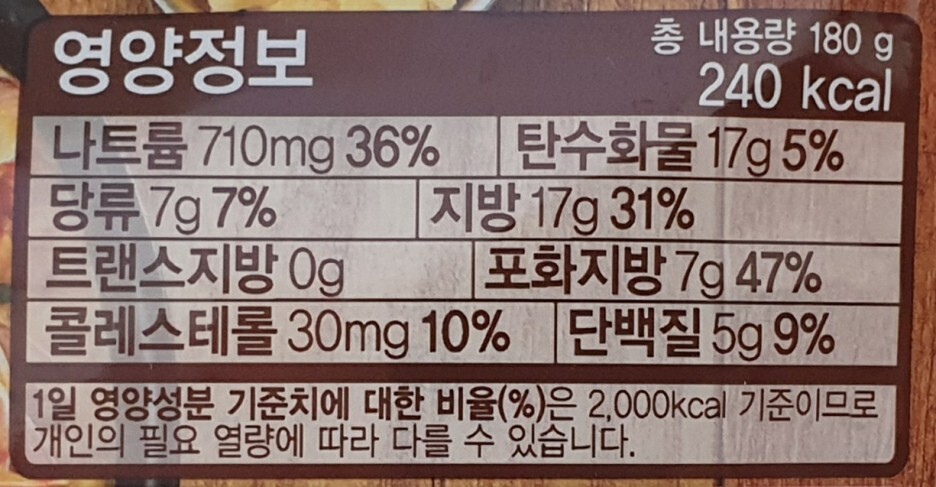 영양정보
총 내용량 180 g
240 kcal
나트륨 710mg 36% 탄수화물 17g 5%
당류 7g 7% 지방 17g 31%
트랜스지방 0g 포화지방 7g 47%
콜레스테롤 30mg 10% 단백질 5g 9%
1일 영양성분 기준치에 대한 비율(%)은 2,000kcal 기준이므로
개인의 필요 열량에 따라 다를 수 있습니다.